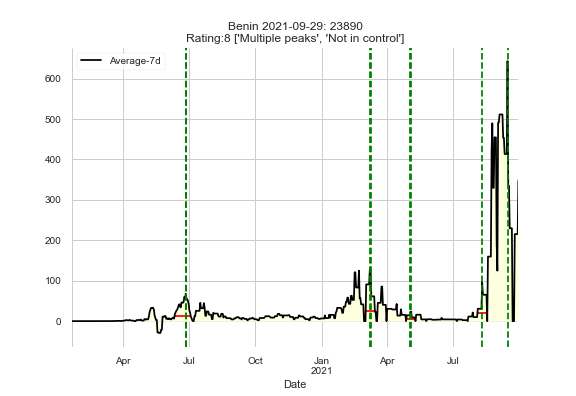 Benin 2021-09-29: 23890
Rating:8 ['Multiple peaks', 'Not in control']
Average-7d
600
500
400
300
200
100
0
Apr Jul Oct Jan Apr Jul
2021
Date